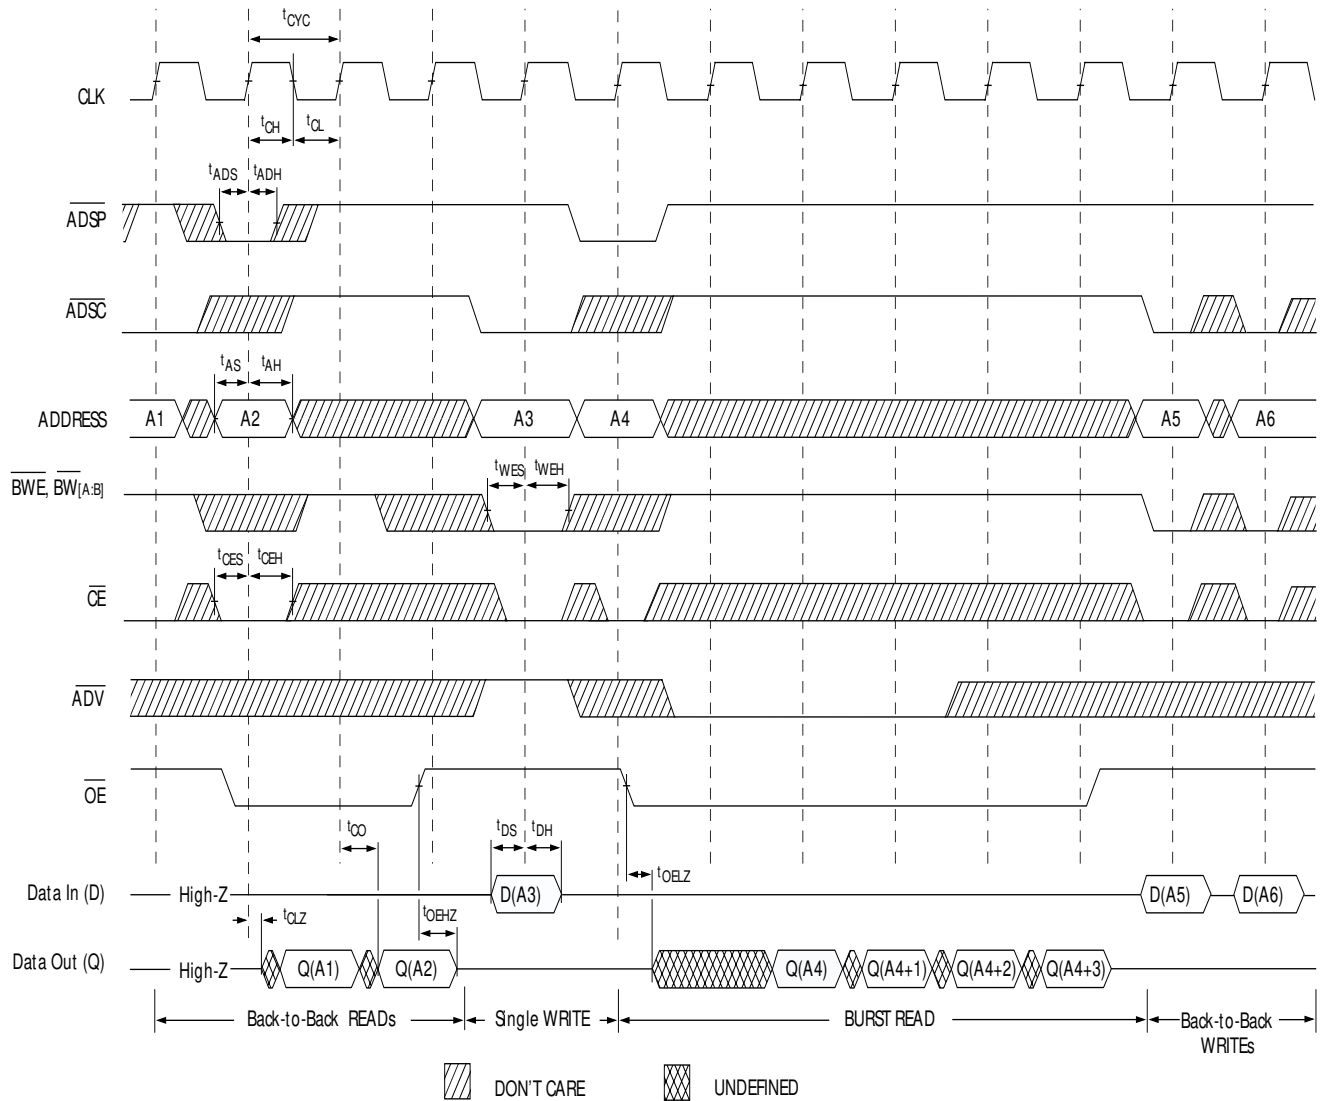 tCYC
CLK
tCH
tCL
tADS
tADH
ADSP
ADSC
tAS
tAH
ADDRESS
A1
A2
A3
A4
A5
A6
BWE, BW[A:B]
tWES
tWEH
tCES
tCEH
CE
ADV
OE
tCO
tDS
tDH
tOELZ
Data In (D)
High-Z
D(A3)
D(A5)
D(A6)
tCLZ
tOEHZ
Data Out (Q)
High-Z
Q(A1)
Q(A2)
Q(A4)
Q(A4+1)
Q(A4+2)
Q(A4+3)
Back-to-Back READs
Single WRITE
BURST READ
Back-to-Back
WRITEs
DON'T CARE
UNDEFINED